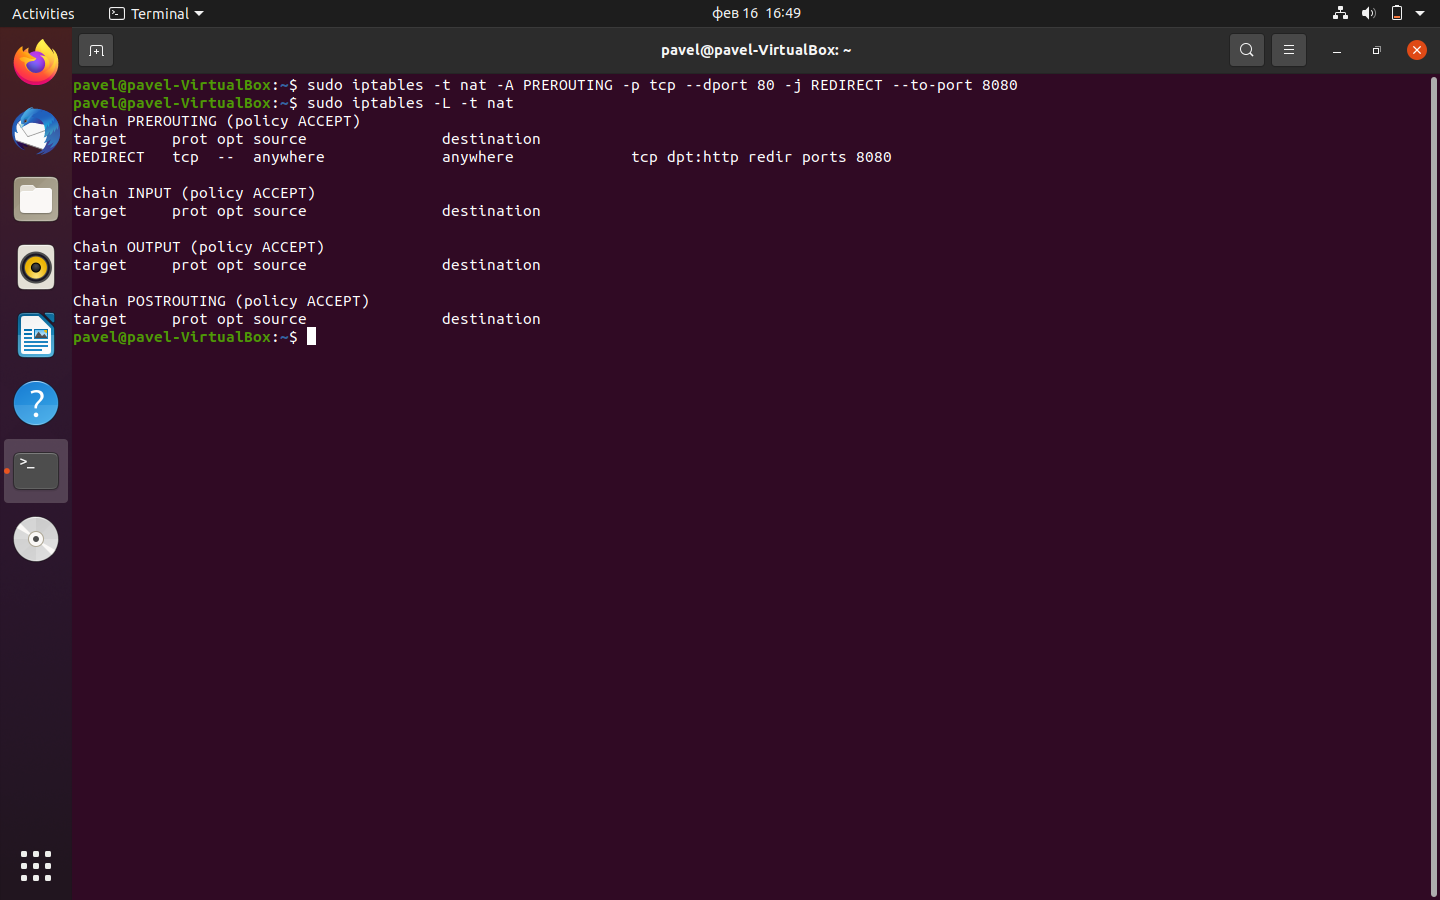 Activities Terminal фев 16 16:49
pavel@pavel-VirtualBox: ~
pavel@pavel-VirtualBox:~$ sudo iptables -t nat -A PREROUTING -p tcp --dport 80 -j REDIRECT --to-port 8080
pavel@pavel-VirtualBox:~$ sudo iptables -L -t nat
Chain PREROUTING (policy ACCEPT)
target     prot opt source               destination
REDIRECT   tcp  --  anywhere             anywhere             tcp dpt:http redir ports 8080
Chain INPUT (policy ACCEPT)
target     prot opt source               destination
Chain OUTPUT (policy ACCEPT)
target     prot opt source               destination
Chain POSTROUTING (policy ACCEPT)
target     prot opt source               destination
pavel@pavel-VirtualBox:~$